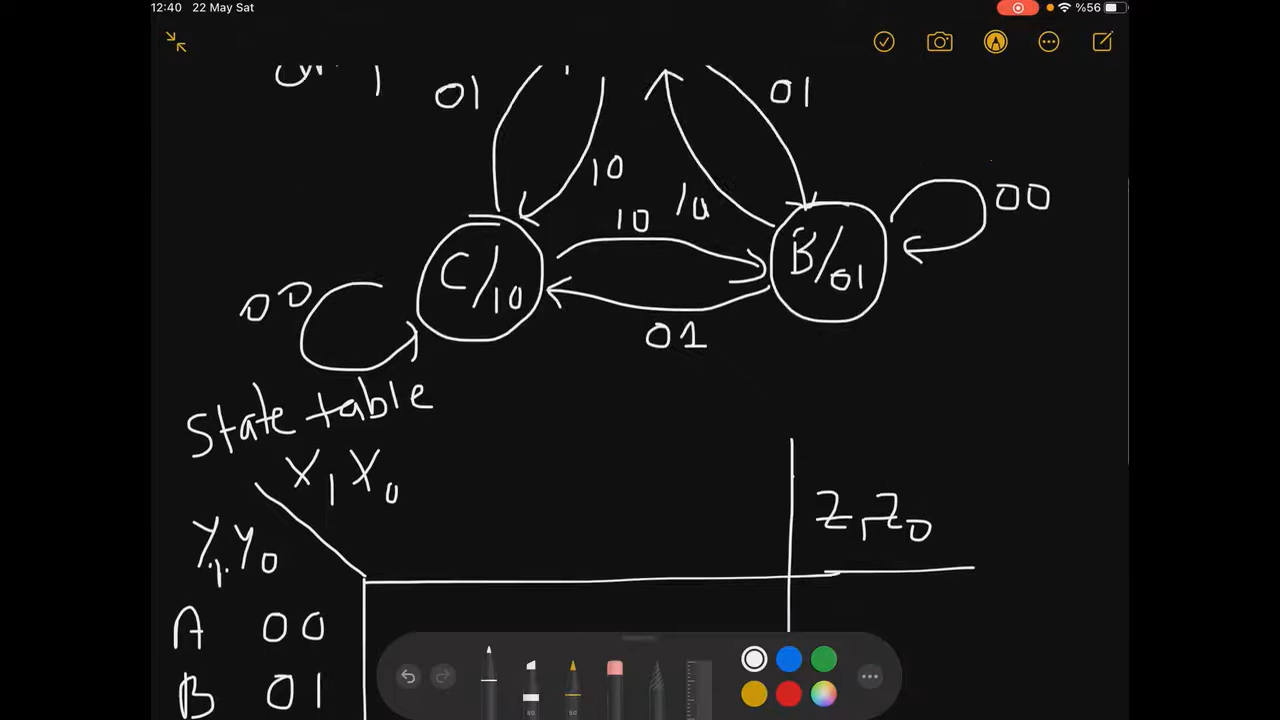 12:40 22 May Sat %56
01 01
10
10 10 00
C/10 B/01
00
01
State table
X1X0
Z1Z0
Y1Y0
A 00
B 01